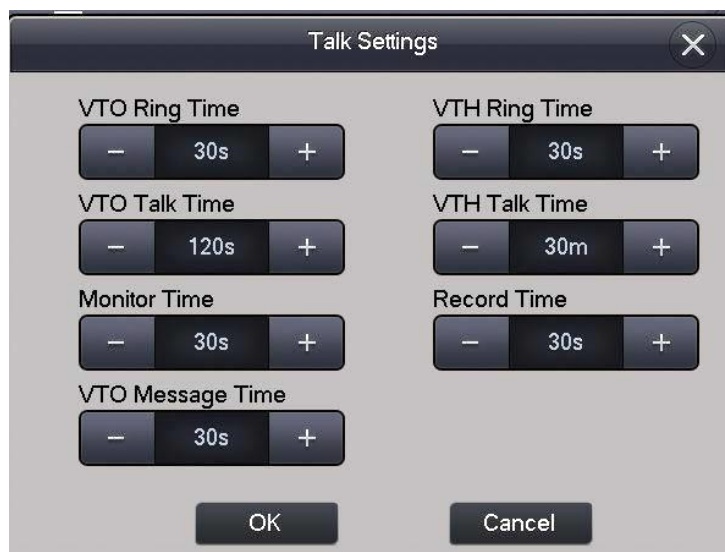 Talk Settings
VTO Ring Time
VTH Ring Time
− 30s +
− 30s +
VTO Talk Time
VTH Talk Time
− 120s +
− 30m +
Monitor Time
Record Time
− 30s +
− 30s +
VTO Message Time
− 30s +
OK
Cancel